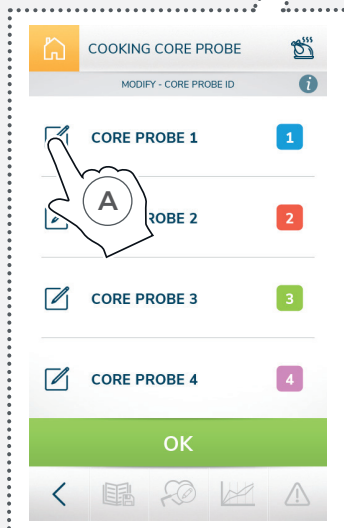 COOKING CORE PROBE
MODIFY - CORE PROBE ID
i
CORE PROBE 1
1
A
ROBE 2
2
CORE PROBE 3
3
CORE PROBE 4
4
OK